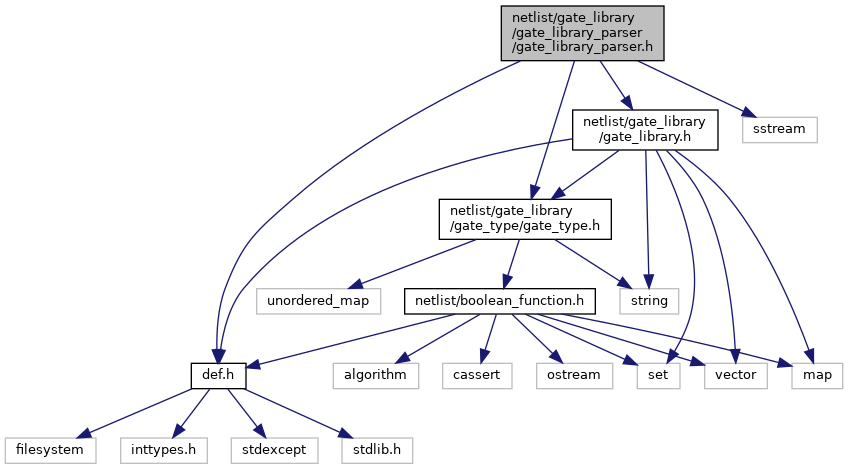 netlist/gate_library
/gate_library_parser
/gate_library_parser.h
netlist/gate_library
/gate_library.h
sstream
netlist/gate_library
/gate_type/gate_type.h
unordered_map
netlist/boolean_function.h
string
def.h
algorithm
cassert
ostream
set
vector
map
filesystem
inttypes.h
stdexcept
stdlib.h